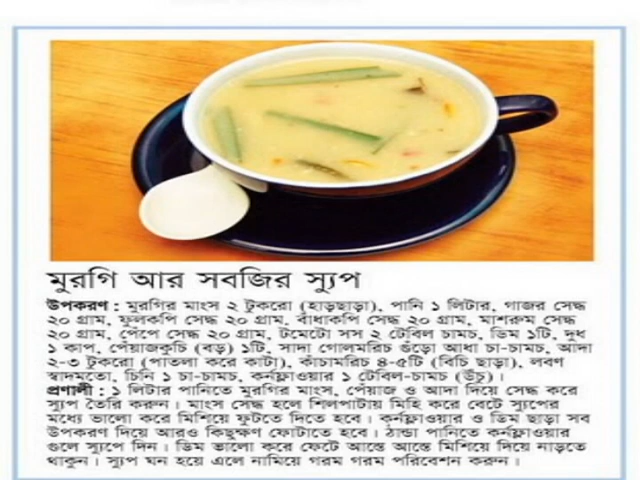 মুরগি আর সবজির স্যুপ
উপকরণ : মুরগির মাংস ২ টুকরো (হাড়ছাড়া), পানি ১ লিটার, গাজর সেদ্ধ
২০ গ্রাম, ফুলকপি সেদ্ধ ২০ গ্রাম, বাঁধাকপি সেদ্ধ ২০ গ্রাম, মাশরুম সেদ্ধ
২০ গ্রাম, পেঁপে সেদ্ধ ২০ গ্রাম, টমেটো সস ২ টেবিল চামচ, ডিম ১টি, দুধ
১ কাপ, পেঁয়াজকুচি (বড়) ১টি, সাদা গোলমরিচ গুঁড়ো আধা চা-চামচ, আদা
২-৩ টুকরো (পাতলা করে কাটা), কাঁচামরিচ ৪-৫টি (বিচি ছাড়া), লবণ
স্বাদমতো, চিনি ১ চা-চামচ, কর্নফ্লাওয়ার ১ টেবিল-চামচ (উঁচু)।
প্রণালী : ১ লিটার পানিতে মুরগির মাংস, পেঁয়াজ ও আদা দিয়ে সেদ্ধ করে
স্যুপ তৈরি করুন। মাংস সেদ্ধ হলে শিলপাটায় মিহি করে বেটে স্যুপের
মধ্যে ভালো করে মিশিয়ে ফুটতে দিতে হবে। কর্নফ্লাওয়ার ও ডিম ছাড়া সব
উপকরণ দিয়ে আরও কিছুক্ষণ ফোটাতে হবে। ঠান্ডা পানিতে কর্নফ্লাওয়ার
গুলে স্যুপে দিন। ডিম ভালো করে ফেটে আস্তে আস্তে মিশিয়ে দিয়ে নাড়তে
থাকুন। স্যুপ ঘন হয়ে এলে নামিয়ে গরম গরম পরিবেশন করুন।